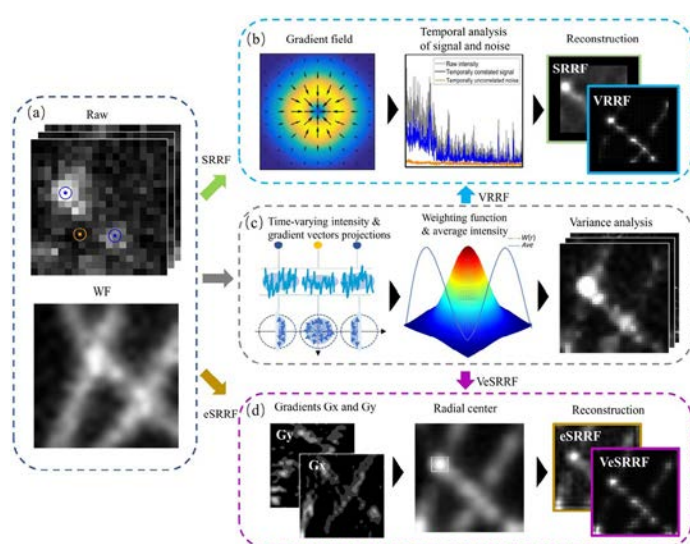 (a)
Raw
WF
SRRF
eSRRF
(b)
Gradient field
Temporal analysis
of signal and noise
Raw intensity
Temporally correlated signal
Temporally uncorrelated noise
Reconstruction
SRRF
VRRF
VRRF
(c)
Time-varying intensity &
gradient vectors projections
Weighting function
& average intensity
W(r)
Ave
Variance analysis
VeSRRF
(d)
Gradients Gx and Gy
Gy
Gx
Radial center
Reconstruction
eSRRF
VeSRRF